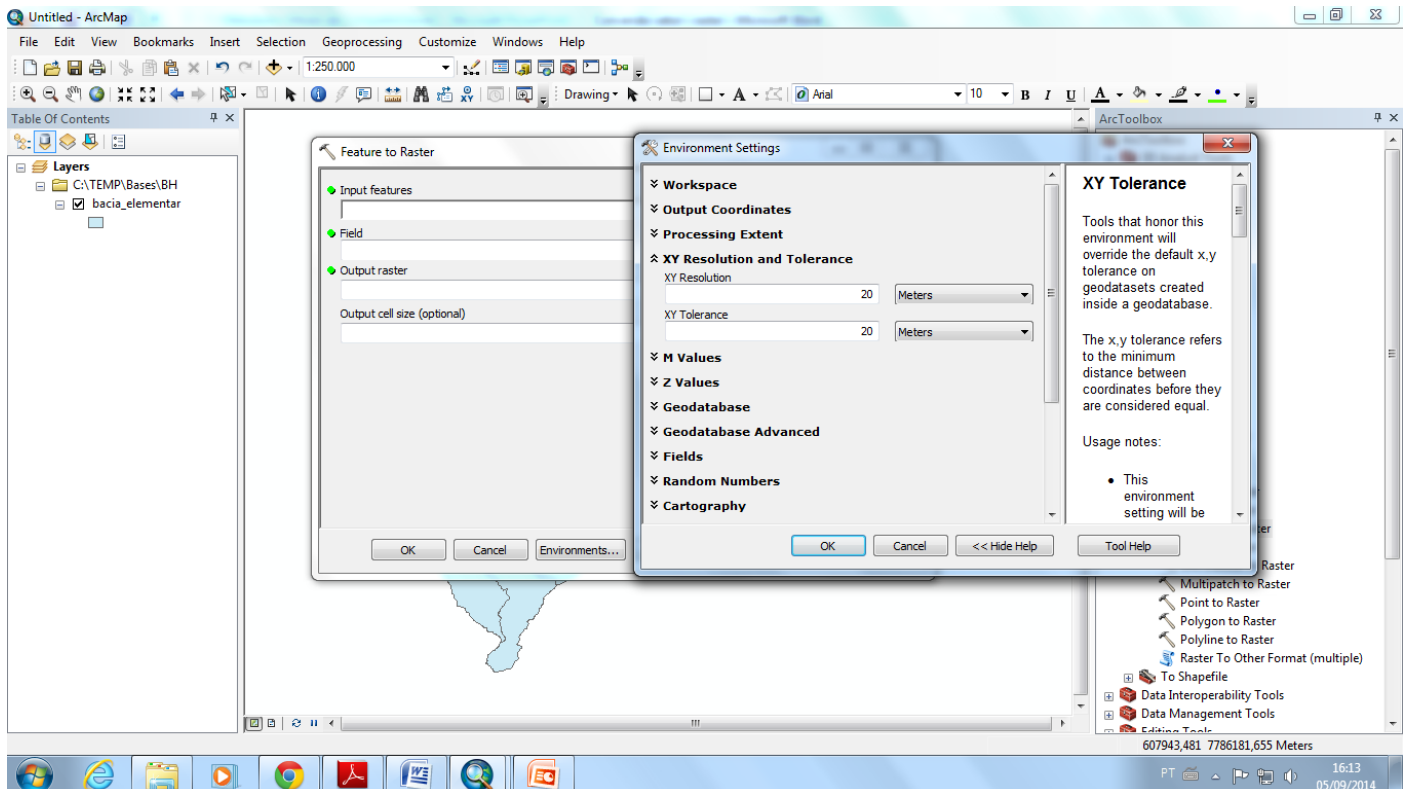 Untitled - ArcMap
File Edit View Bookmarks Insert Selection Geoprocessing Customize Windows Help
1:250.000
Drawing
A
Arial
10
B I U A
Table Of Contents
Layers
C:\TEMP\Bases\BH
bacia_elementar
Feature to Raster
Input features
Field
Output raster
Output cell size (optional)
OK
Cancel
Environments...
Environment Settings
Workspace
Output Coordinates
Processing Extent
XY Resolution and Tolerance
XY Resolution
20 Meters
XY Tolerance
20 Meters
M Values
Z Values
Geodatabase
Geodatabase Advanced
Fields
Random Numbers
Cartography
OK
Cancel
<< Hide Help
Tool Help
XY Tolerance
Tools that honor this
environment will
override the default x,y
tolerance on
geodatasets created
inside a geodatabase.
The x,y tolerance refers
to the minimum
distance between
coordinates before they
are considered equal.
Usage notes:
• This
environment
setting will be
ArcToolbox
Raster
Multipatch to Raster
Point to Raster
Polygon to Raster
Polyline to Raster
Raster To Other Format (multiple)
To Shapefile
Data Interoperability Tools
Data Management Tools
Editing Tools
607943,481 7786181,655 Meters
PT
16:13
05/09/2014